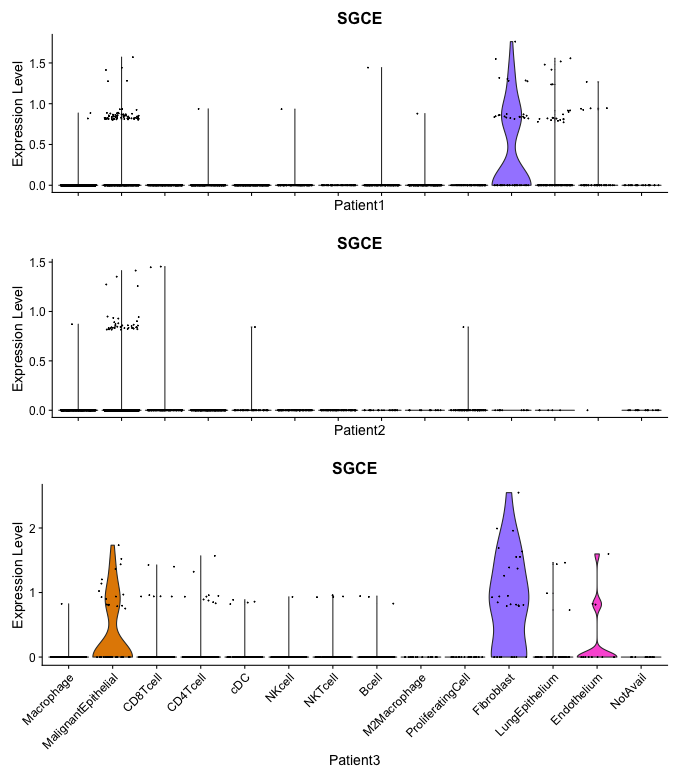 SGCE
Expression Level
1.5
1.0
0.5
0.0
Patient1
SGCE
Expression Level
1.5
1.0
0.5
0.0
Patient2
SGCE
Expression Level
2
1
0
Macrophage
MalignantEpithelial
CD8Tcell
CD4Tcell
cDC
NKcell
NKTcell
Bcell
M2Macrophage
ProliferatingCell
Fibroblast
LungEpithelium
Endothelium
NotAvail
Patient3